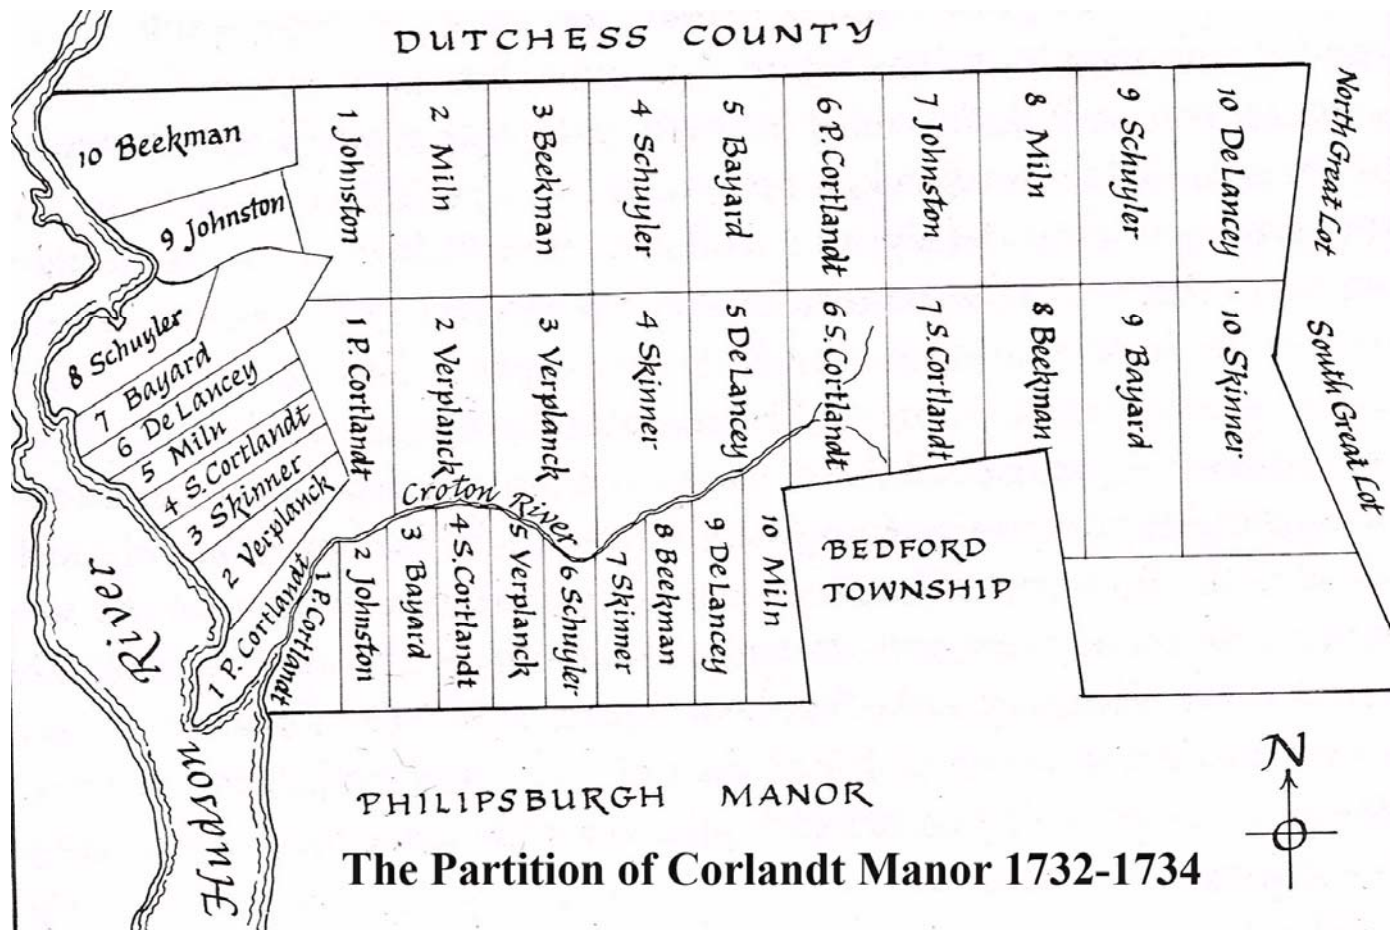 DUTCHESS COUNTY
10 Beekman
9 Johnston
1 Johnston
2 Miln
3 Beekman
4 Schuyler
5 Bayard
6 P. Cortlandt
7 Johnston
8 Miln
9 Schuyler
10 De Lancey
North Great Lot
8 Schuyler
7 Bayard
6 De Lancey
5 Miln
4 S. Cortlandt
3 Skinner
2 Verplanck
1 P. Cortlandt
1 P. Cortlandt
2 Verplanck
3 Verplanck
4 Skinner
5 De Lancey
6 S. Cortlandt
7 S. Cortlandt
8 Beekman
9 Bayard
10 Skinner
South Great Lot
Croton River
1 P. Cortlandt
2 Johnston
3 Bayard
4 S. Cortlandt
5 Verplanck
6 Schuyler
7 Skinner
8 Beekman
9 De Lancey
10 Miln
BEDFORD
TOWNSHIP
Hudson River
N
PHILIPSBURGH MANOR
The Partition of Corlandt Manor 1732-1734